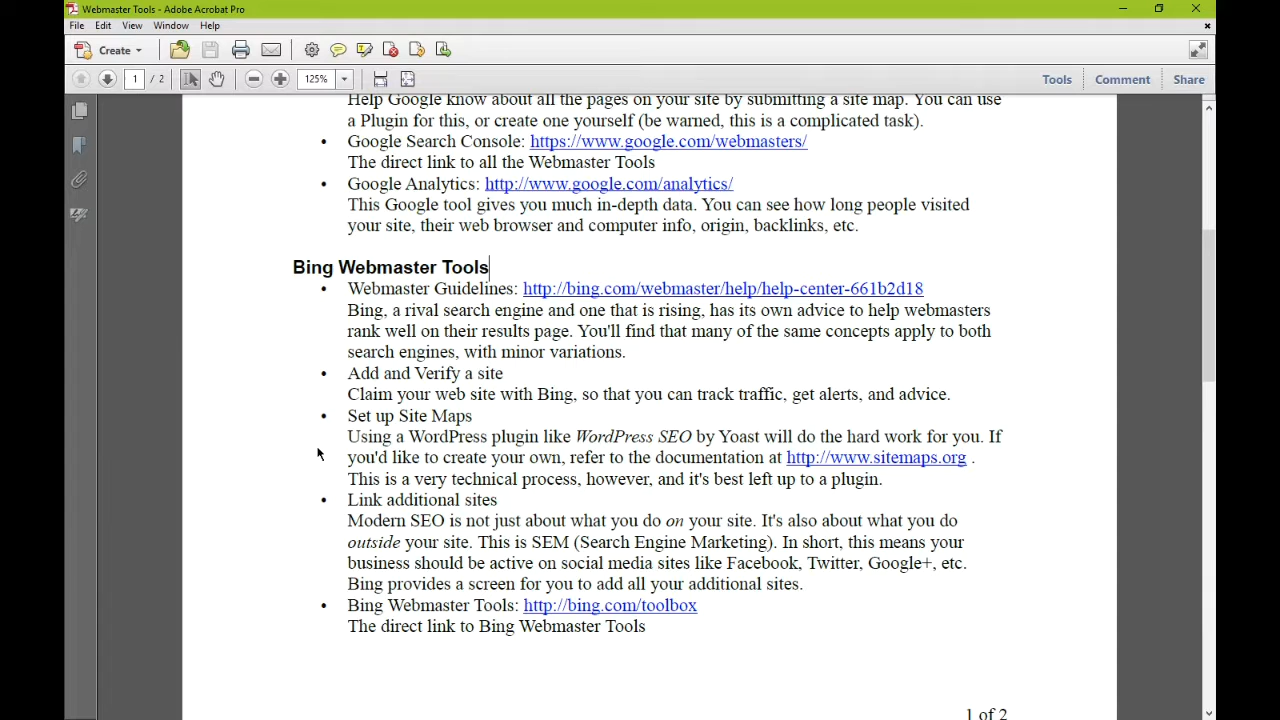 Webmaster Tools - Adobe Acrobat Pro
File Edit View Window Help
Create
1 / 2 125% Tools Comment Share
Help Google know about all the pages on your site by submitting a site map. You can use
a Plugin for this, or create one yourself (be warned, this is a complicated task).
• Google Search Console: https://www.google.com/webmasters/
The direct link to all the Webmaster Tools
• Google Analytics: http://www.google.com/analytics/
This Google tool gives you much in-depth data. You can see how long people visited
your site, their web browser and computer info, origin, backlinks, etc.
Bing Webmaster Tools
• Webmaster Guidelines: http://bing.com/webmaster/help/help-center-661b2d18
Bing, a rival search engine and one that is rising, has its own advice to help webmasters
rank well on their results page. You'll find that many of the same concepts apply to both
search engines, with minor variations.
• Add and Verify a site
Claim your web site with Bing, so that you can track traffic, get alerts, and advice.
• Set up Site Maps
Using a WordPress plugin like WordPress SEO by Yoast will do the hard work for you. If
you'd like to create your own, refer to the documentation at http://www.sitemaps.org .
This is a very technical process, however, and it's best left up to a plugin.
• Link additional sites
Modern SEO is not just about what you do on your site. It's also about what you do
outside your site. This is SEM (Search Engine Marketing). In short, this means your
business should be active on social media sites like Facebook, Twitter, Google+, etc.
Bing provides a screen for you to add all your additional sites.
• Bing Webmaster Tools: http://bing.com/toolbox
The direct link to Bing Webmaster Tools
1 of 2